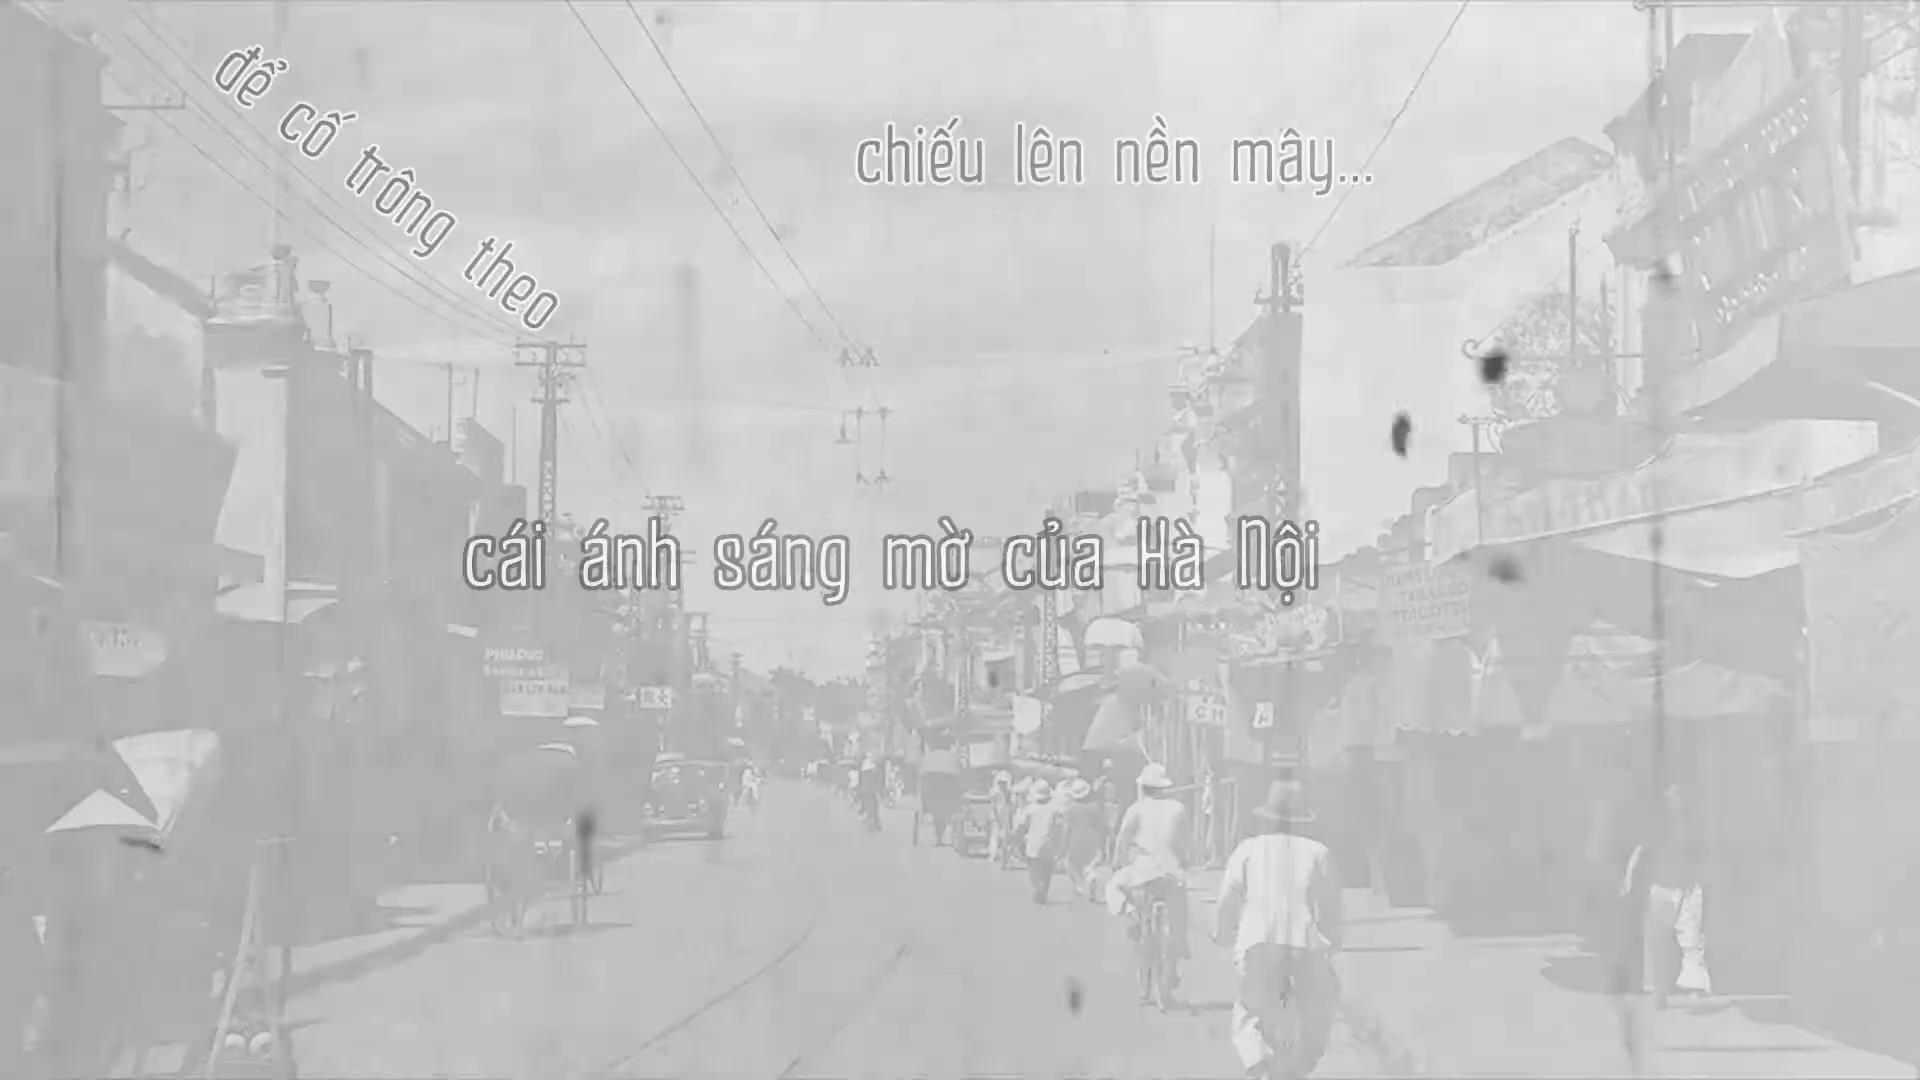 để cố trông theo
chiếu lên nền mây...
cái ánh sáng mờ của Hà Nội